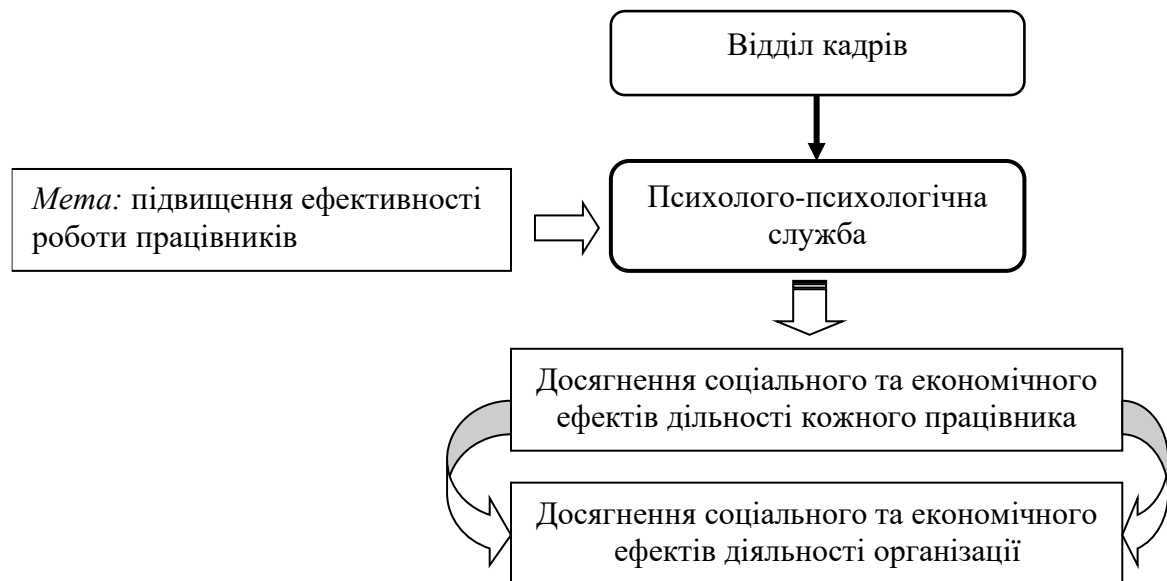 Відділ кадрів
Мета: підвищення ефективності
роботи працівників
Психолого-психологічна
служба
Досягнення соціального та економічного
ефектів дільності кожного працівника
Досягнення соціального та економічного
ефектів діяльності організації